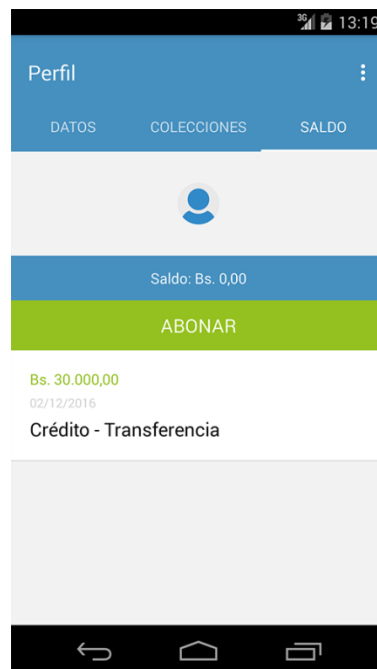 3G 13:19
Perfil
DATOS COLECCIONES SALDO
Saldo: Bs. 0,00
ABONAR
Bs. 30.000,00
02/12/2016
Crédito - Transferencia